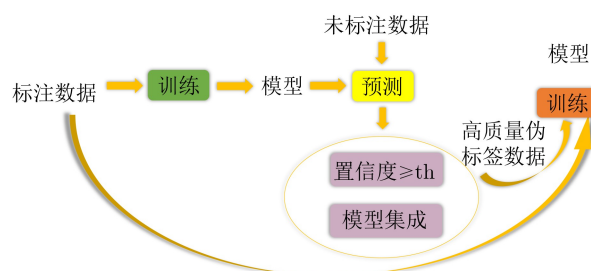 未标注数据
模型
标注数据
训练
模型
预测
训练
高质量伪
标签数据
置信度≥th
模型集成